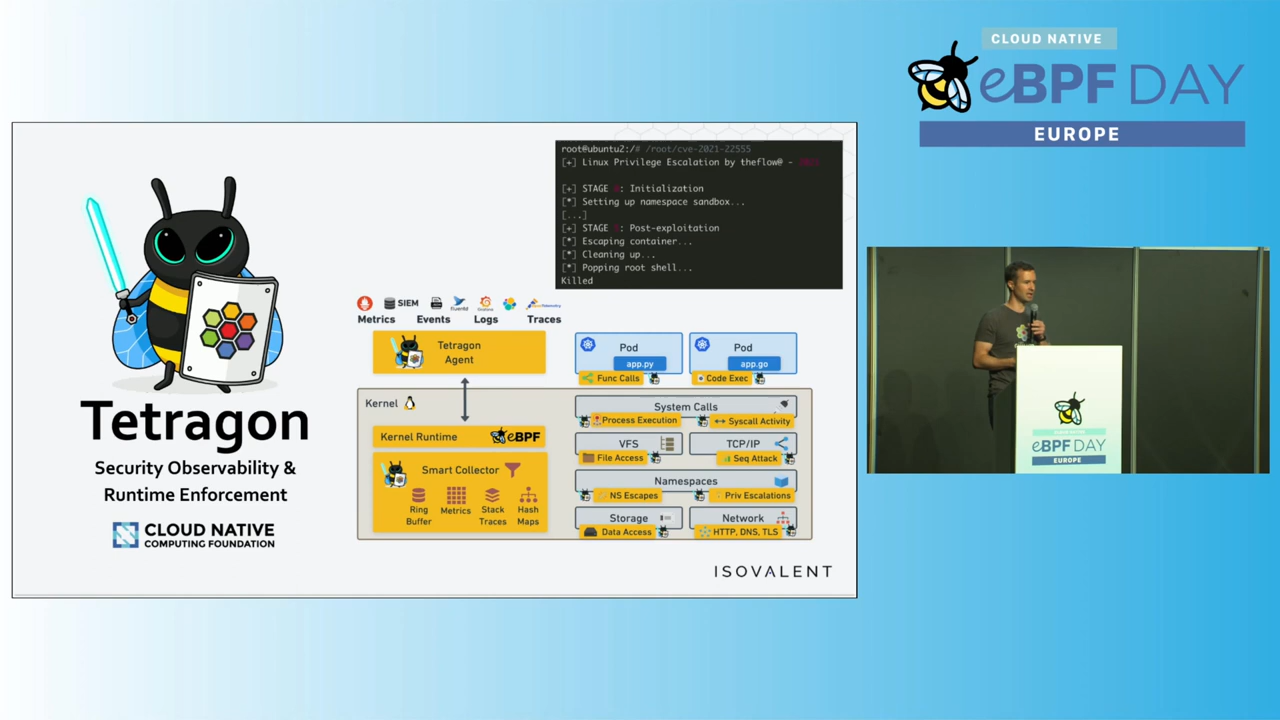 CLOUD NATIVE
eBPF DAY
EUROPE
root@ubuntu2:/# /root/cve-2021-22555
[+] Linux Privilege Escalation by theflow@ -
[+] STAGE : Initialization
[*] Setting up namespace sandbox...
[...]
[+] STAGE : Post-exploitation
[*] Escaping container...
[*] Cleaning up...
[*] Popping root shell...
Killed
SIEM
fluentd
Metrics
Events
Logs
Traces
Tetragon
Agent
Pod
app.py
Func Calls
Pod
app.go
Code Exec
Kernel
Kernel Runtime
eBPF
Smart Collector
Ring
Buffer
Metrics
Stack
Traces
Hash
Maps
System Calls
Process Execution
Syscall Activity
VFS
File Access
TCP/IP
Seq Attack
Namespaces
NS Escapes
Priv Escalations
Storage
Data Access
Network
HTTP, DNS, TLS
Tetragon
Security Observability &
Runtime Enforcement
CLOUD NATIVE
COMPUTING FOUNDATION
ISOVALENT
eBPF DAY
EUROPE